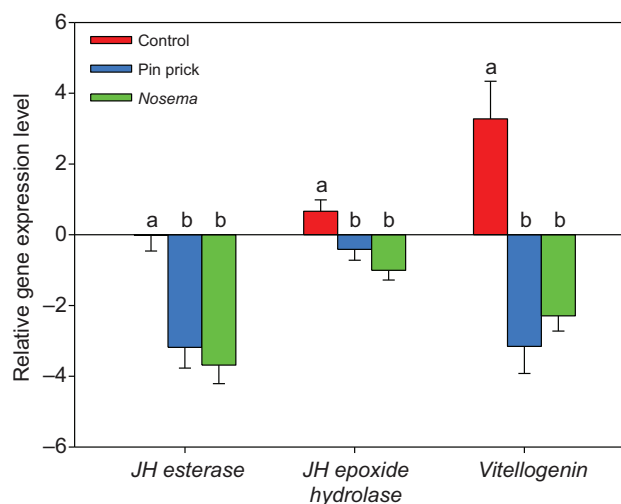 6
4
2
0
–2
–4
–6
Relative gene expression level
Control
Pin prick
Nosema
a b b
a
b b
a
b b
JH esterase
JH epoxide
hydrolase
Vitellogenin